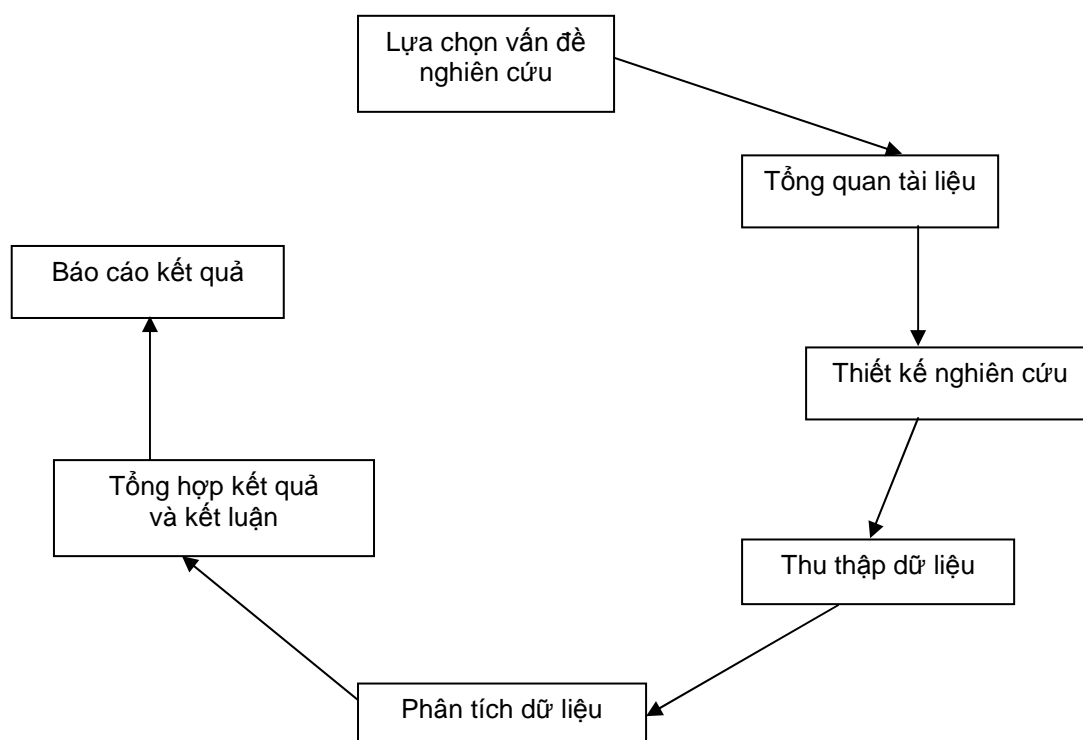 Lựa chọn vấn đề
nghiên cứu
Tổng quan tài liệu
Thiết kế nghiên cứu
Thu thập dữ liệu
Phân tích dữ liệu
Tổng hợp kết quả
và kết luận
Báo cáo kết quả